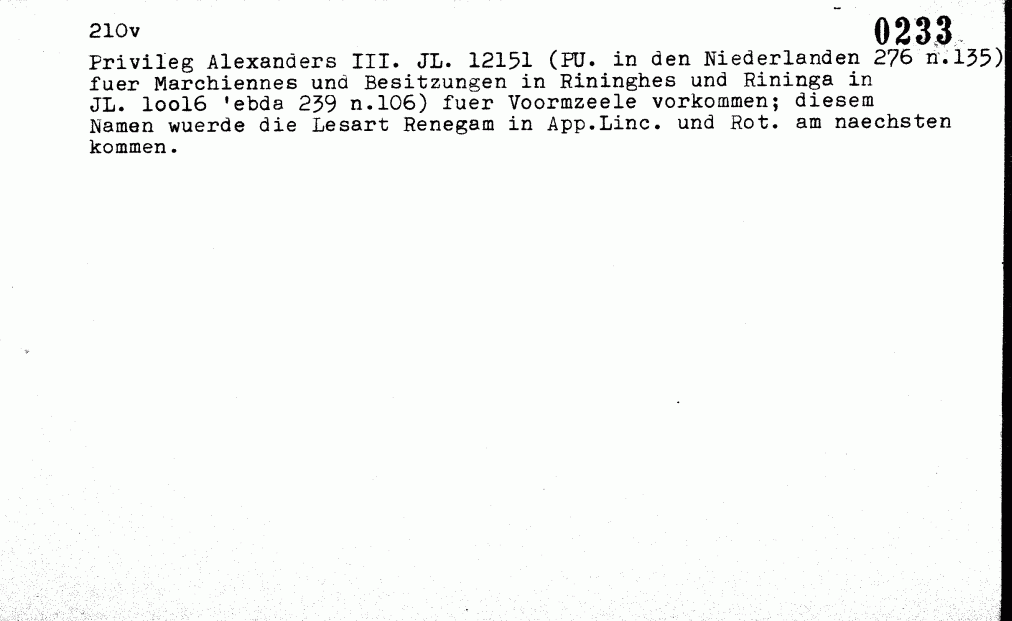 210v 0233
Privileg Alexanders III. JL. 12151 (PU. in den Niederlanden 276 n.135)
fuer Marchiennes und Besitzungen in Rininghes und Rininga in
JL. loo16 'ebda 239 n.106) fuer Voormzeele vorkommen; diesem
Namen wuerde die Lesart Renegam in App.Linc. und Rot. am naechsten
kommen.